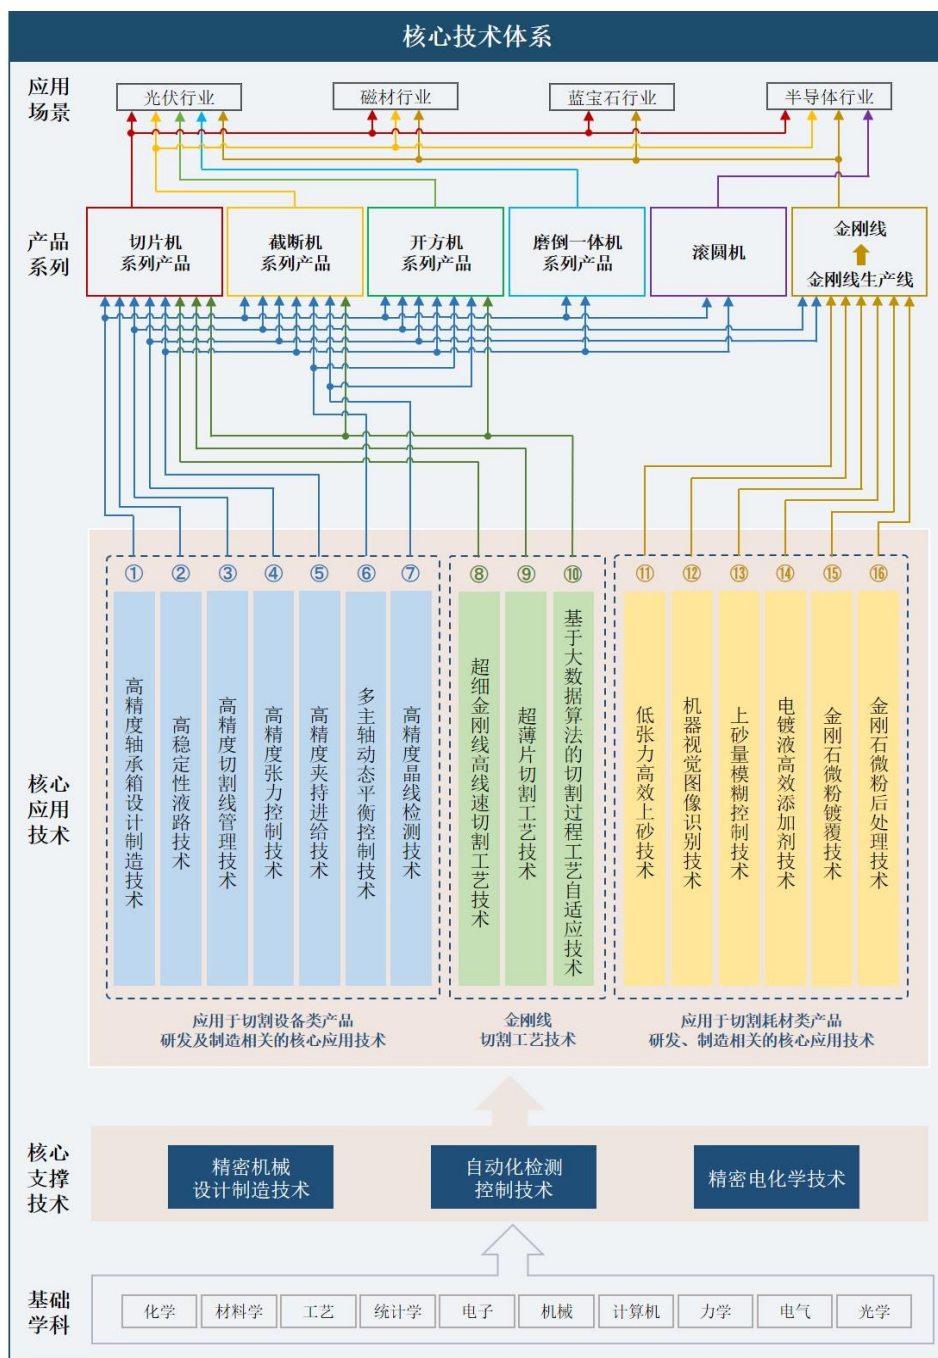 核心技术体系
应用
场景
光伏行业
磁材行业
蓝宝石行业
半导体行业
产品
系列
切片机
系列产品
截断机
系列产品
开方机
系列产品
磨倒一体机
系列产品
滚圆机
金刚线
金刚线生产线
核心
应用
技术
①
②
③
④
⑤
⑥
⑦
⑧
⑨
⑩
⑪
⑫
⑬
⑭
⑮
⑯
高精度轴承箱设计制造技术
高稳定性液路技术
高精度切割线管理技术
高精度张力控制技术
高精度夹持进给技术
多主轴动态平衡控制技术
高精度晶线检测技术
超细金刚线高线速切割工艺技术
超薄片切割工艺技术
基于大数据算法的切割过程工艺自适应技术
低张力高效上砂技术
机器视觉图像识别技术
上砂量模糊控制技术
电镀液高效添加剂技术
金刚石微粉镀覆技术
金刚石微粉后处理技术
应用于切割设备类产品
研发及制造相关的核心应用技术
金刚线
切割工艺技术
应用于切割耗材类产品
研发、制造相关的核心应用技术
核心
支撑
技术
精密机械
设计制造技术
自动化检测
控制技术
精密电化学技术
基础
学科
化学
材料学
工艺
统计学
电子
机械
计算机
力学
电气
光学